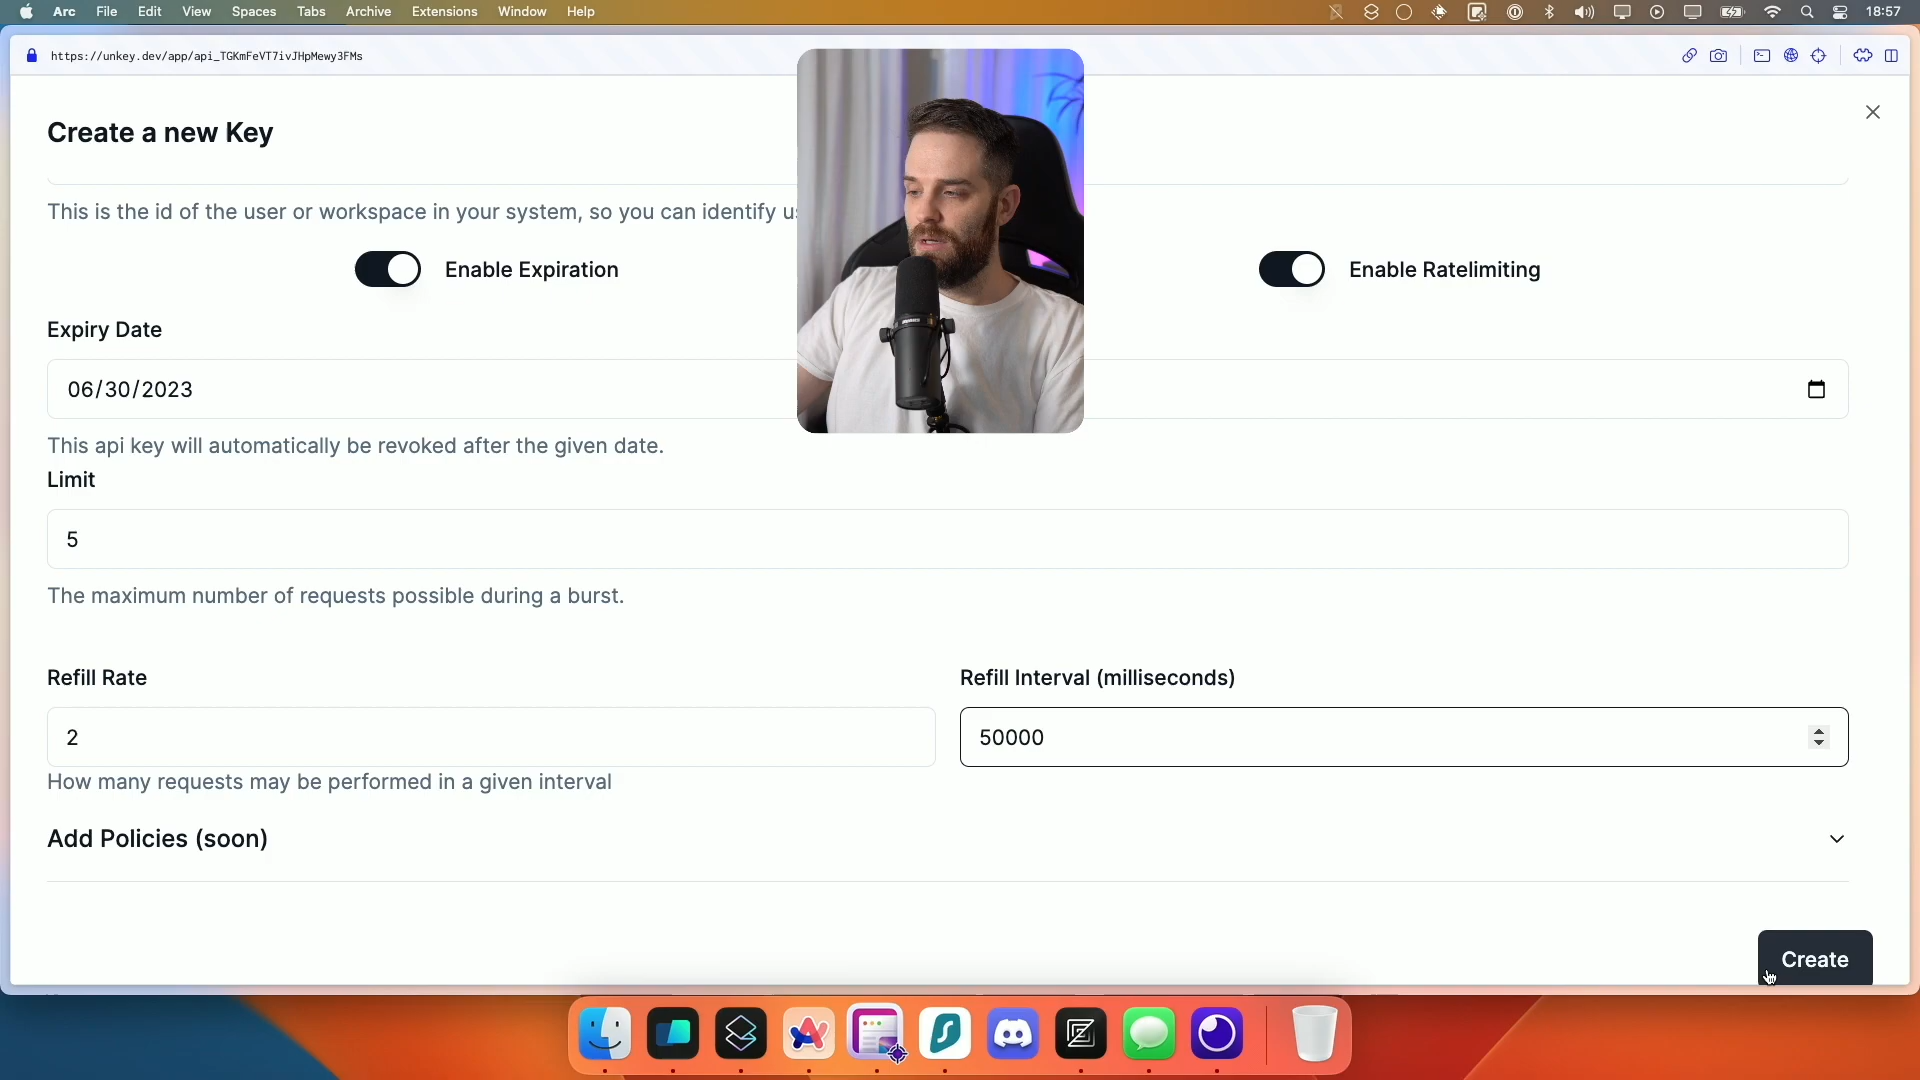 Arc File Edit View Spaces Tabs Archive Extensions Window Help 18:57
https://unkey.dev/app/api_TGKmFeVT7ivJHpMewy3FMs
Create a new Key
This is the id of the user or workspace in your system, so you can identify
Enable Expiration
Enable Ratelimiting
Expiry Date
06/30/2023
This api key will automatically be revoked after the given date.
Limit
5
The maximum number of requests possible during a burst.
Refill Rate
Refill Interval (milliseconds)
2
50000
How many requests may be performed in a given interval
Add Policies (soon)
Create